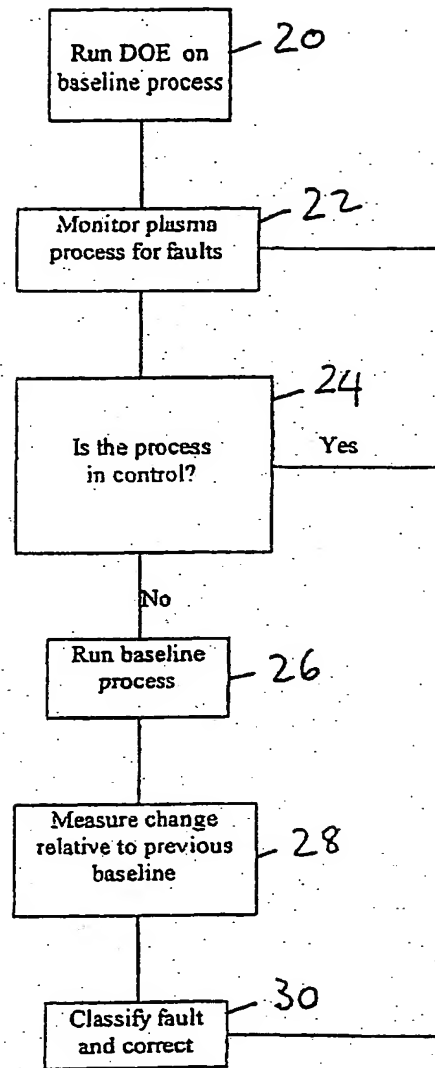 Run DOE on
baseline process
20
Monitor plasma
process for faults
22
Is the process
in control?
24
Yes
No
Run baseline
process
26
Measure change
relative to previous
baseline
28
Classify fault
and correct
30